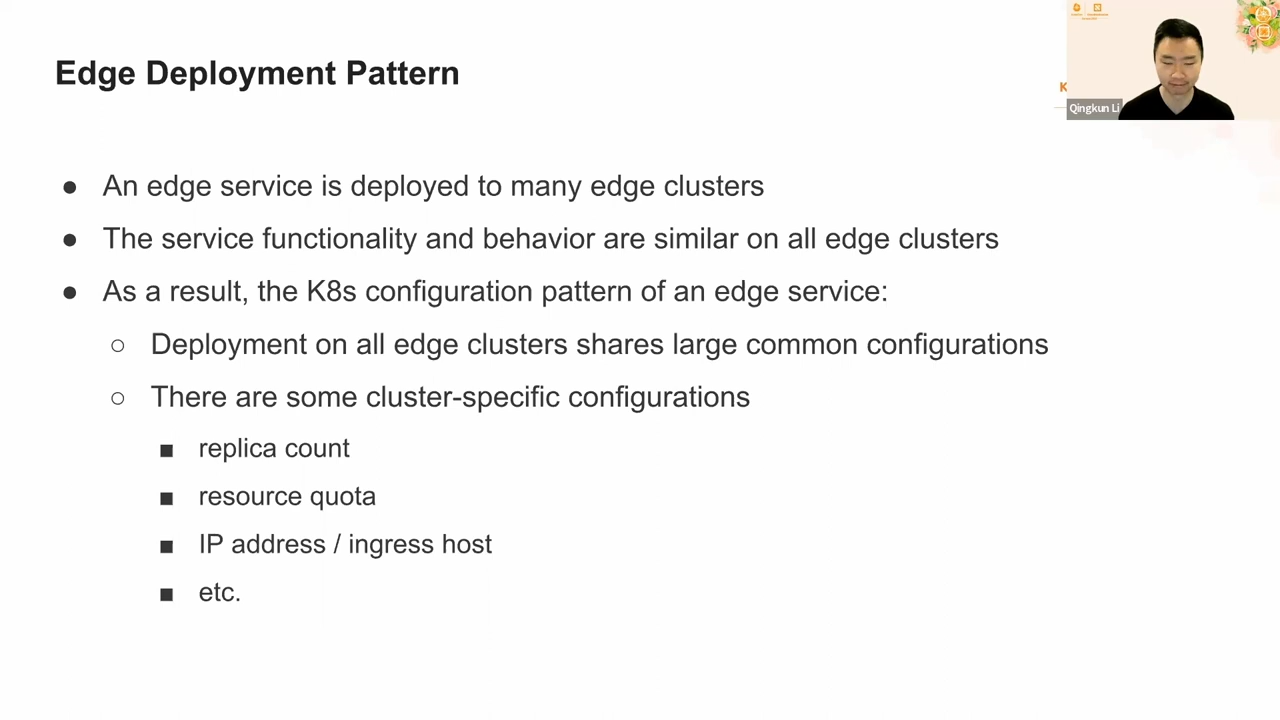 Edge Deployment Pattern
K
Qingkun Li
● An edge service is deployed to many edge clusters
● The service functionality and behavior are similar on all edge clusters
● As a result, the K8s configuration pattern of an edge service:
○ Deployment on all edge clusters shares large common configurations
○ There are some cluster-specific configurations
■ replica count
■ resource quota
■ IP address / ingress host
■ etc.